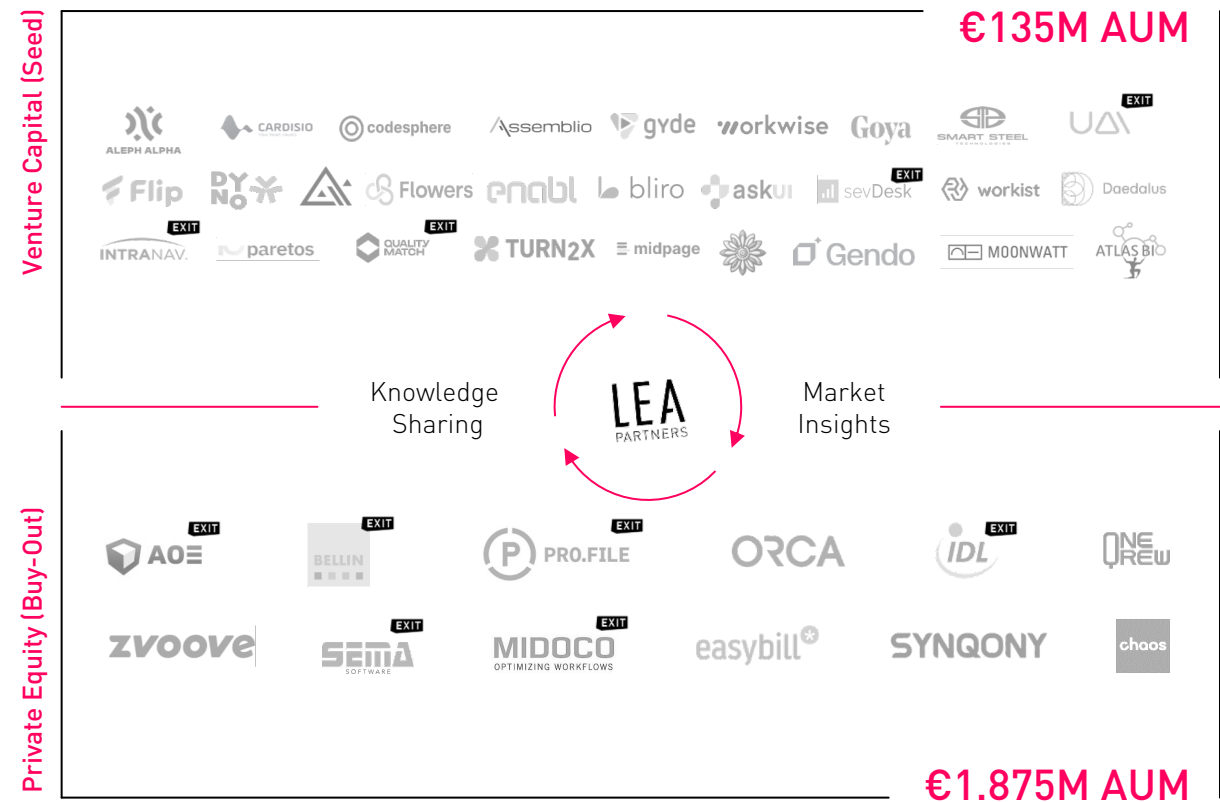 Venture Capital (Seed)
€135M AUM
ALEPH ALPHA
CARDISIO
codesphere
Assemblio
gyde
workwise
Goya
SMART STEEL
TECHNOLOGIES
EXIT
Flip
DYNO
Flowers
enabl
bliro
askui
sevDesk
EXIT
workist
Daedalus
INTRANAV.
EXIT
paretos
QUALITY
MATCH
EXIT
TURN2X
midpage
Gendo
MOONWATT
ATLAS BIO
Knowledge
Sharing
LEA
PARTNERS
Market
Insights
Private Equity (Buy-Out)
AOE
EXIT
BELLIN
EXIT
PRO.FILE
EXIT
ORCA
IDL
EXIT
ONE
QREW
zvoove
SEMA
SOFTWARE
EXIT
MIDOCO
OPTIMIZING WORKFLOWS
EXIT
easybill
SYNQONY
chaos
€1.875M AUM